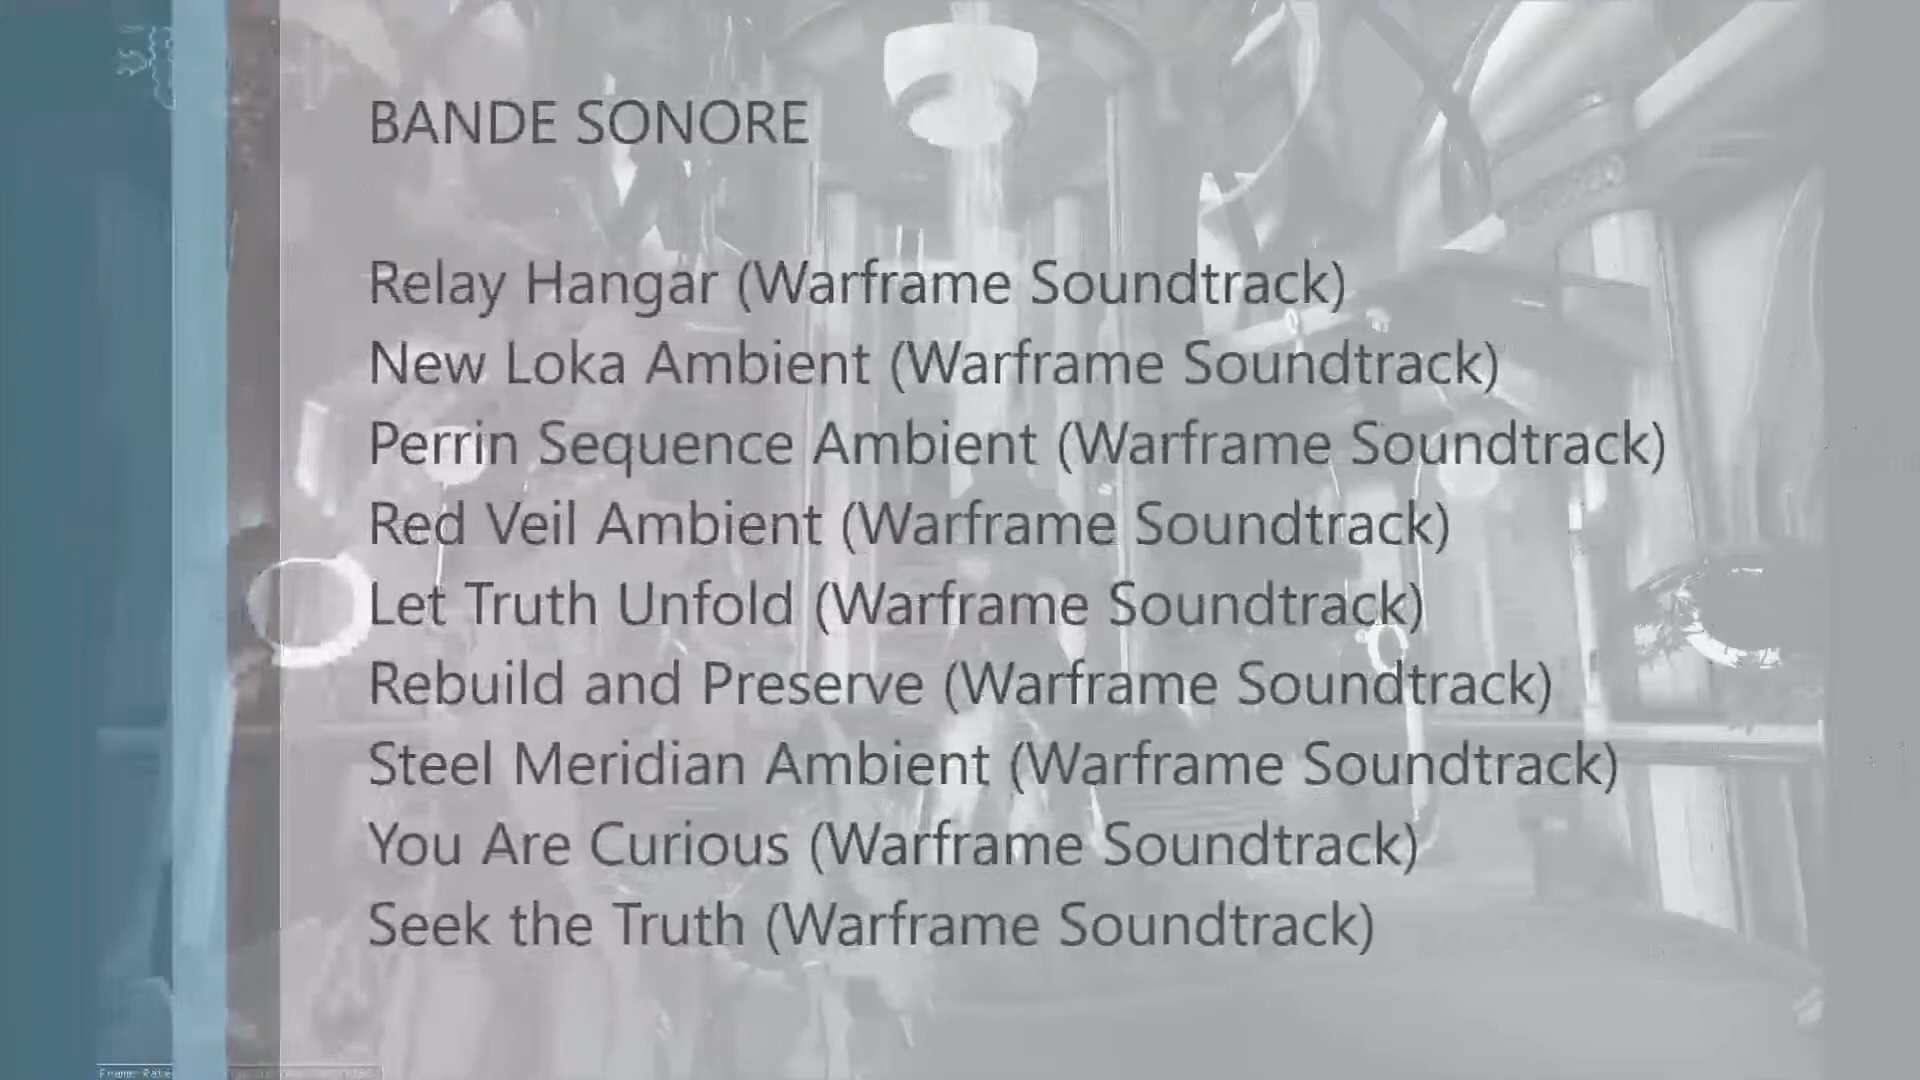 BANDE SONORE
Relay Hangar (Warframe Soundtrack)
New Loka Ambient (Warframe Soundtrack)
Perrin Sequence Ambient (Warframe Soundtrack)
Red Veil Ambient (Warframe Soundtrack)
Let Truth Unfold (Warframe Soundtrack)
Rebuild and Preserve (Warframe Soundtrack)
Steel Meridian Ambient (Warframe Soundtrack)
You Are Curious (Warframe Soundtrack)
Seek the Truth (Warframe Soundtrack)
Frame Rate